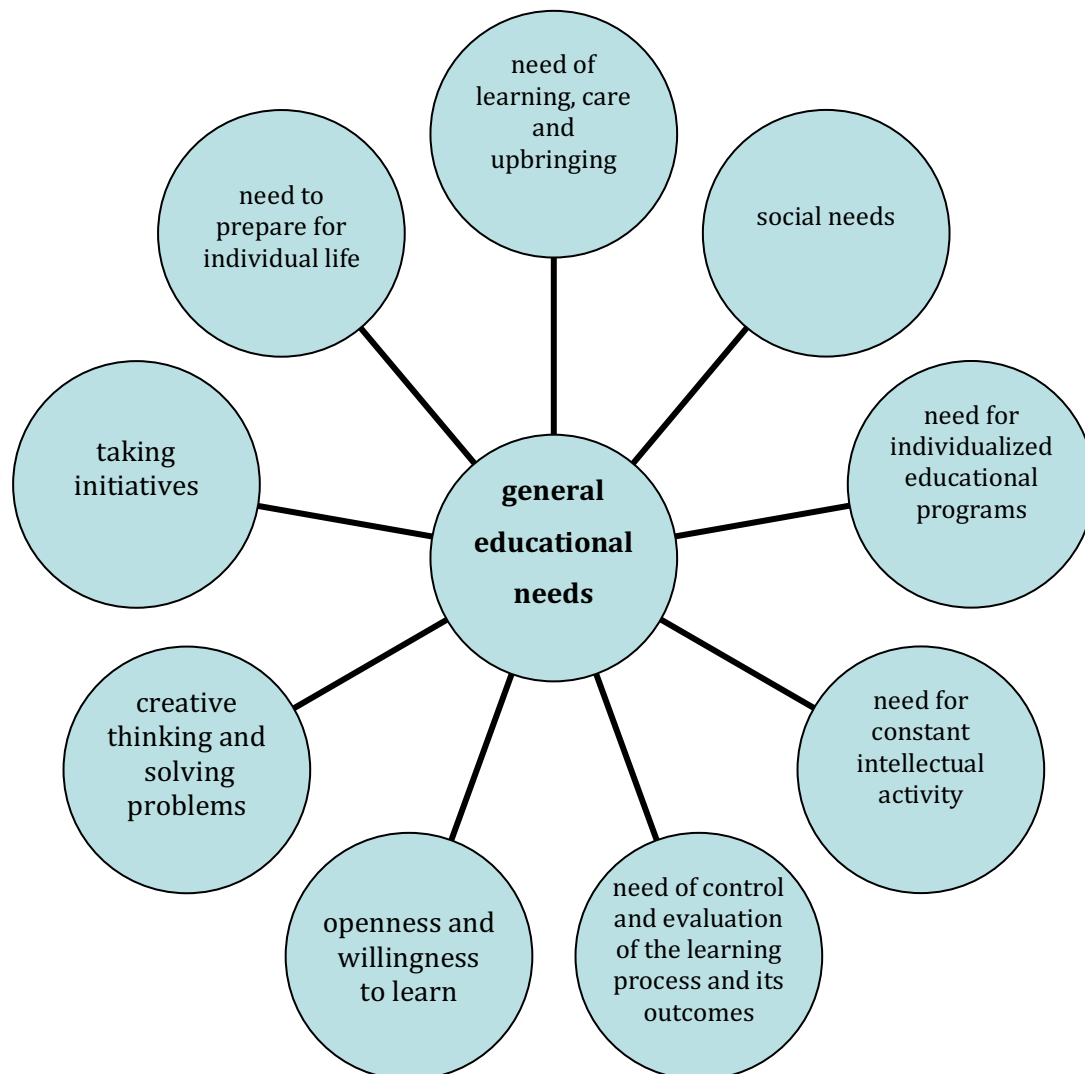 need of
learning, care
and
upbringing
social needs
need for
individualized
educational
programs
need for
constant
intellectual
activity
need of control
and evaluation
of the learning
process and its
outcomes
openness and
willingness
to learn
creative
thinking and
solving
problems
taking
initiatives
need to
prepare for
individual life
general
educational
needs